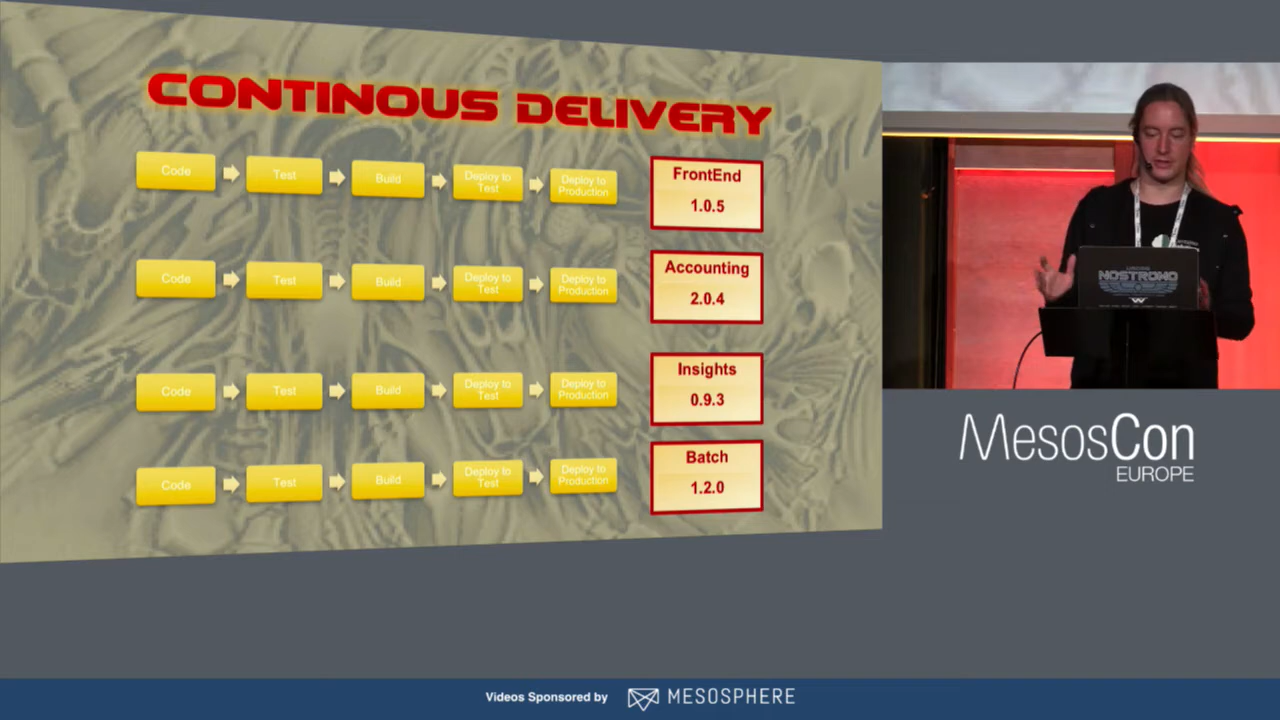 CONTINOUS DELIVERY
Code
Test
Build
Deploy to
Test
Deploy to
Production
FrontEnd
1.0.5
Code
Test
Build
Deploy to
Test
Deploy to
Production
Accounting
2.0.4
Code
Test
Build
Deploy to
Test
Deploy to
Production
Insights
0.9.3
Code
Test
Build
Deploy to
Test
Deploy to
Production
Batch
1.2.0
NOSTROMO
MesosCon
EUROPE
Videos Sponsored by
MESOSPHERE